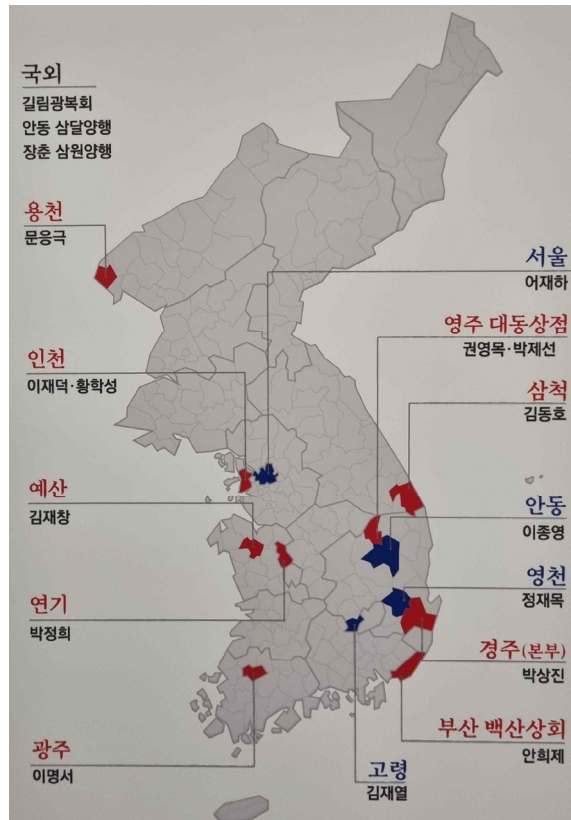 국외
길림광복회
안동 삼달양행
장춘 삼원양행
용천
문응극
서울
어재하
영주 대동상점
권영목·박제선
인천
이재덕·황학성
삼척
김동호
예산
김재창
안동
이종영
영천
정재목
연기
박정희
경주(본부)
박상진
부산 백산상회
안희제
광주
이명서
고령
김재열